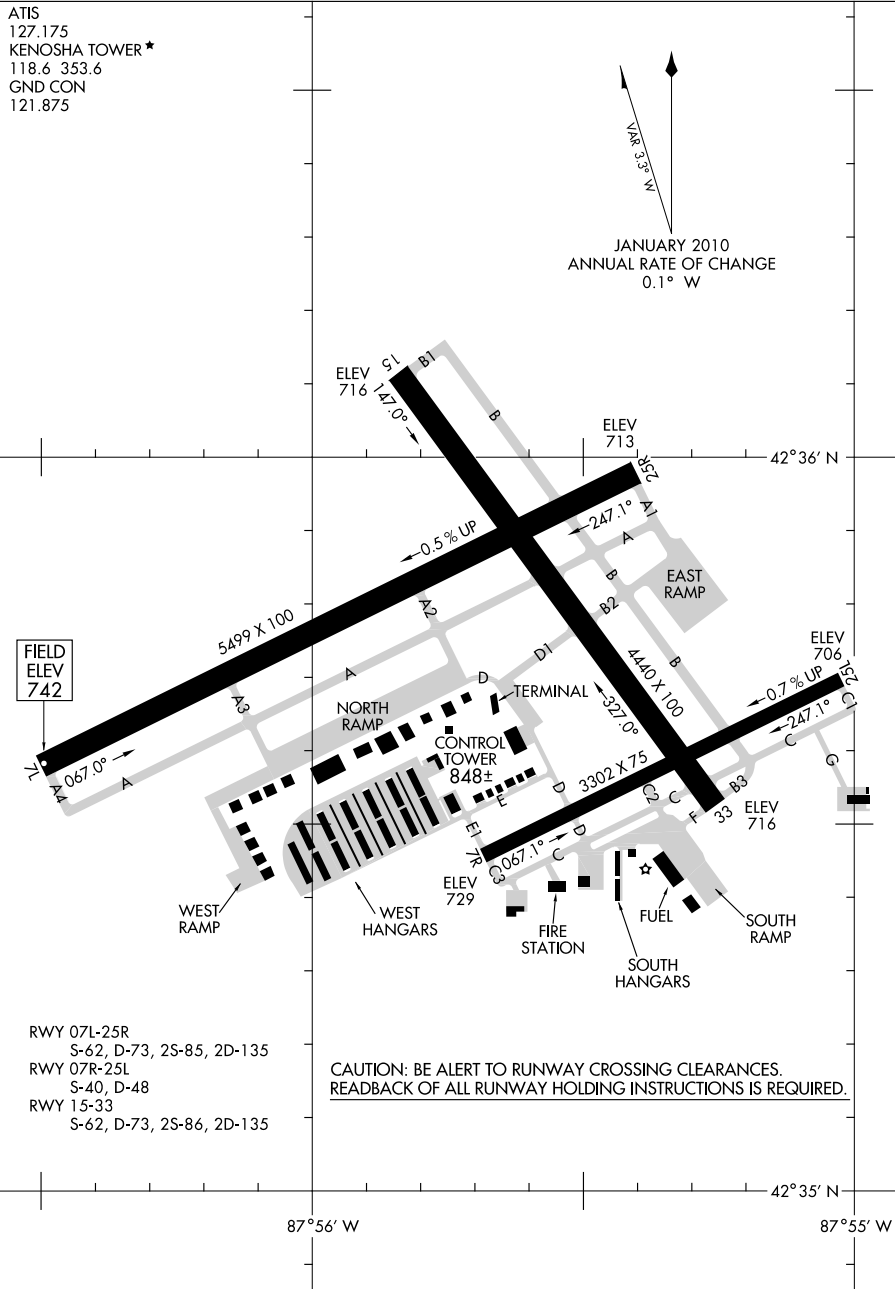 ATIS
127.175
KENOSHA TOWER ★
118.6 353.6
GND CON
121.875
VAR 3.3° W
JANUARY 2010
ANNUAL RATE OF CHANGE
0.1° W
ELEV
716
15
B1
147.0°
B
ELEV
713
25R
42°36' N
A1
247.1°
A
0.5 % UP
EAST
RAMP
B
B2
A2
5499 X 100
FIELD
ELEV
742
A
D1
4440 X 100
B
ELEV
706
25L
D
TERMINAL
0.7 % UP
A3
NORTH
RAMP
327.0°
247.1°
C1
C
7L
067.0°
A
A4
CONTROL
TOWER
848±
3302 X 75
G
D
E
C2
C
B3
F
33
ELEV
716
E1
7R
067.1°
D
C
C3
ELEV
729
WEST
RAMP
WEST
HANGARS
FIRE
STATION
FUEL
SOUTH
RAMP
SOUTH
HANGARS
RWY 07L-25R
S-62, D-73, 2S-85, 2D-135
RWY 07R-25L
S-40, D-48
RWY 15-33
S-62, D-73, 2S-86, 2D-135
CAUTION: BE ALERT TO RUNWAY CROSSING CLEARANCES.
READBACK OF ALL RUNWAY HOLDING INSTRUCTIONS IS REQUIRED.
42°35' N
87°56' W
87°55' W